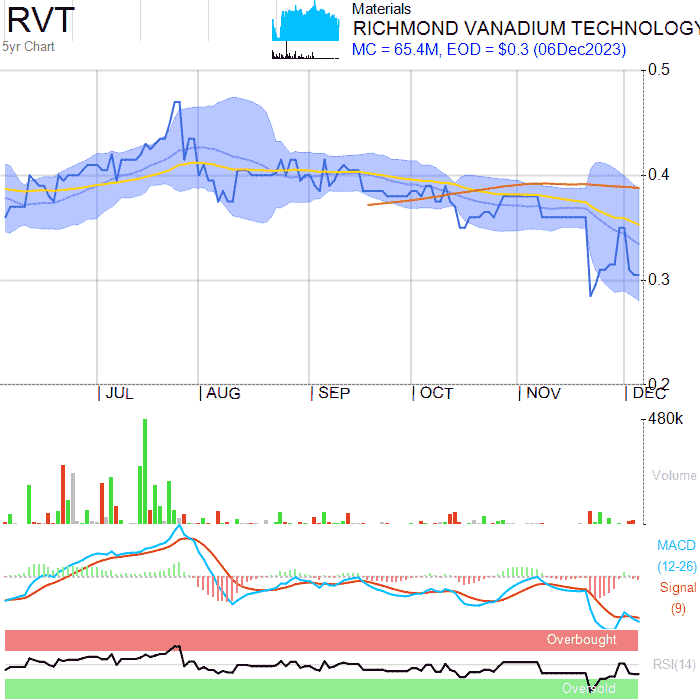 RVT
5yr Chart
Materials
RICHMOND VANADIUM TECHNOLOGY
MC = 65.4M, EOD = $0.3 (06Dec2023)
0.5
0.4
0.3
0.2
JUL
AUG
SEP
OCT
NOV
DEC
480k
Volume
MACD
(12-26)
Signal
(9)
Overbought
RSI(14)
Oversold